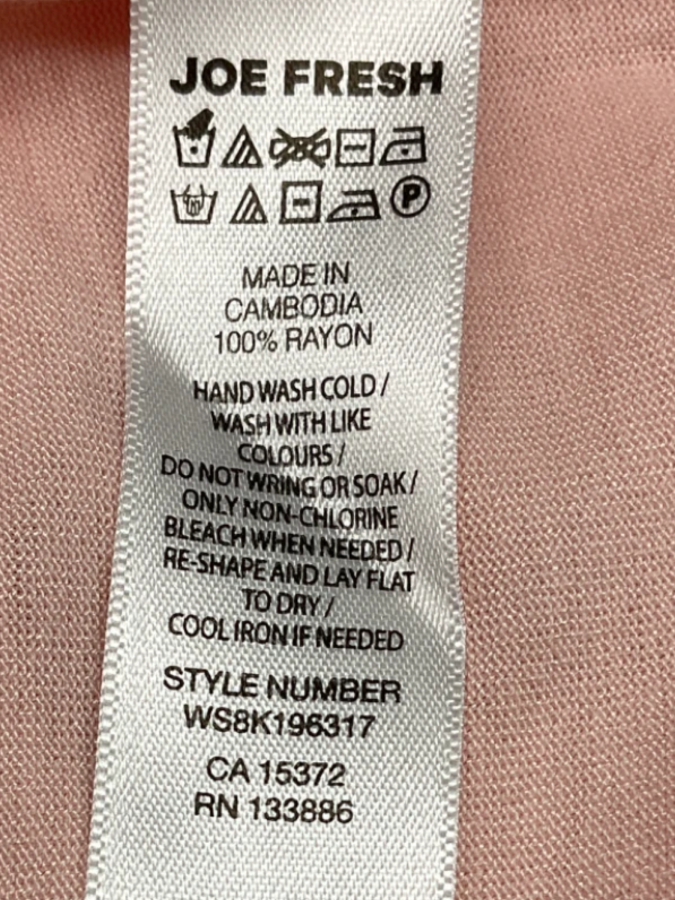 JOE FRESH
P
MADE IN
CAMBODIA
100% RAYON
HAND WASH COLD /
WASH WITH LIKE
COLOURS /
DO NOT WRING OR SOAK /
ONLY NON-CHLORINE
BLEACH WHEN NEEDED /
RE-SHAPE AND LAY FLAT
TO DRY /
COOL IRON IF NEEDED
STYLE NUMBER
WS8K196317
CA 15372
RN 133886